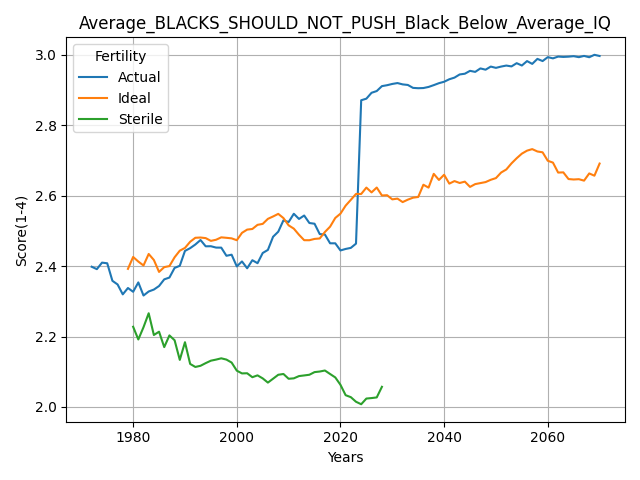 Average_BLACKS_SHOULD_NOT_PUSH_Black_Below_Average_IQ
Fertility
Actual
Ideal
Sterile
Score(1-4)
3.0
2.8
2.6
2.4
2.2
2.0
1980 2000 2020 2040 2060
Years